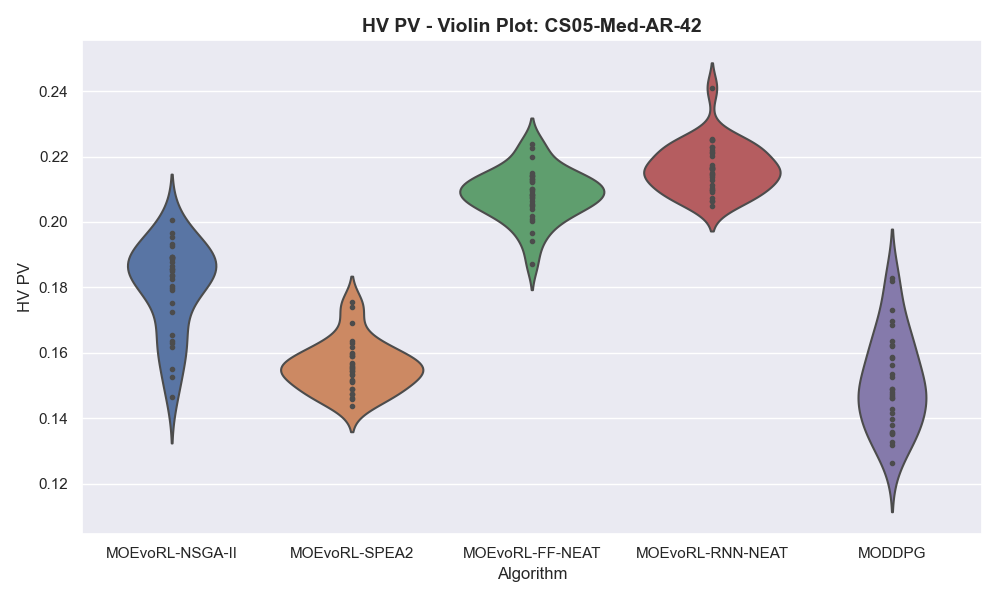 HV PV - Violin Plot: CS05-Med-AR-42
HV PV
0.24
0.22
0.20
0.18
0.16
0.14
0.12
MOEvoRL-NSGA-II MOEvoRL-SPEA2 MOEvoRL-FF-NEAT MOEvoRL-RNN-NEAT MODDPG
Algorithm